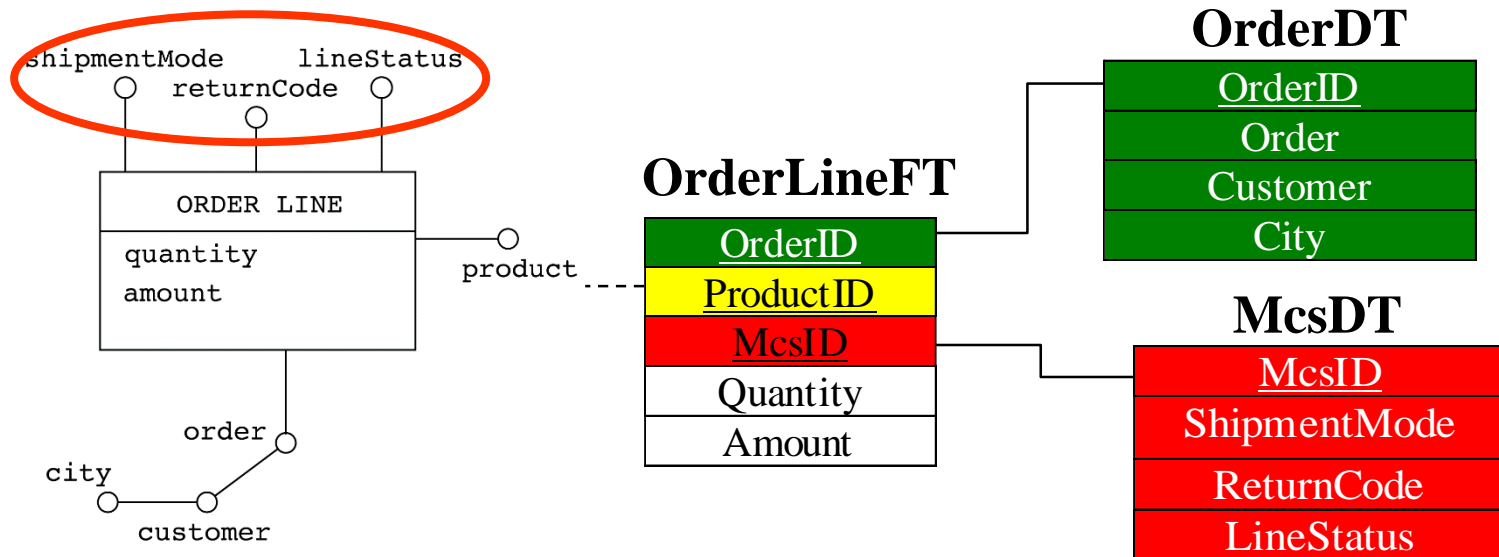 shipmentMode
lineStatus
returnCode
ORDER LINE
quantity
amount
product
order
city
customer
OrderLineFT
OrderID
ProductID
McsID
Quantity
Amount
OrderDT
OrderID
Order
Customer
City
McsDT
McsID
ShipmentMode
ReturnCode
LineStatus